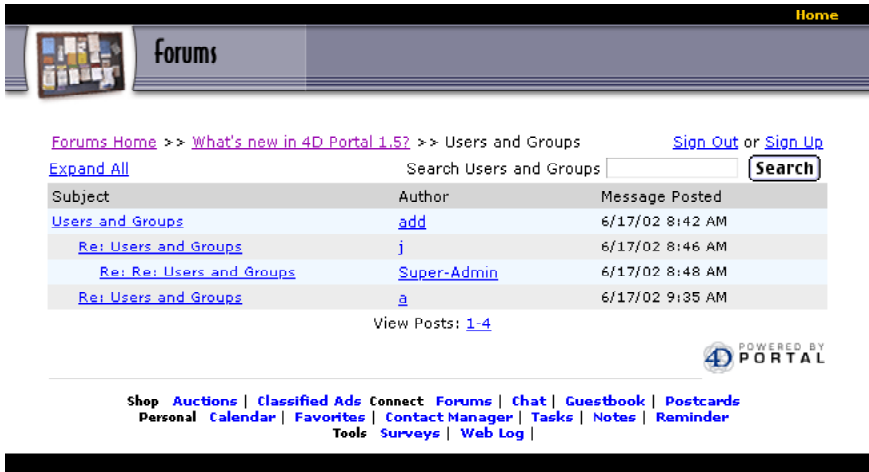 Home
Forums
Forums Home >> What's new in 4D Portal 1.5? >> Users and Groups Sign Out or Sign Up
Expand All Search Users and Groups Search
Subject Author Message Posted
Users and Groups add 6/17/02 8:42 AM
Re: Users and Groups j 6/17/02 8:46 AM
Re: Re: Users and Groups Super-Admin 6/17/02 8:48 AM
Re: Users and Groups a 6/17/02 9:35 AM
View Posts: 1-4
4D POWERED BY
PORTAL
Shop Auctions | Classified Ads Connect Forums | Chat | Guestbook | Postcards
Personal Calendar | Favorites | Contact Manager | Tasks | Notes | Reminder
Tools Surveys | Web Log |